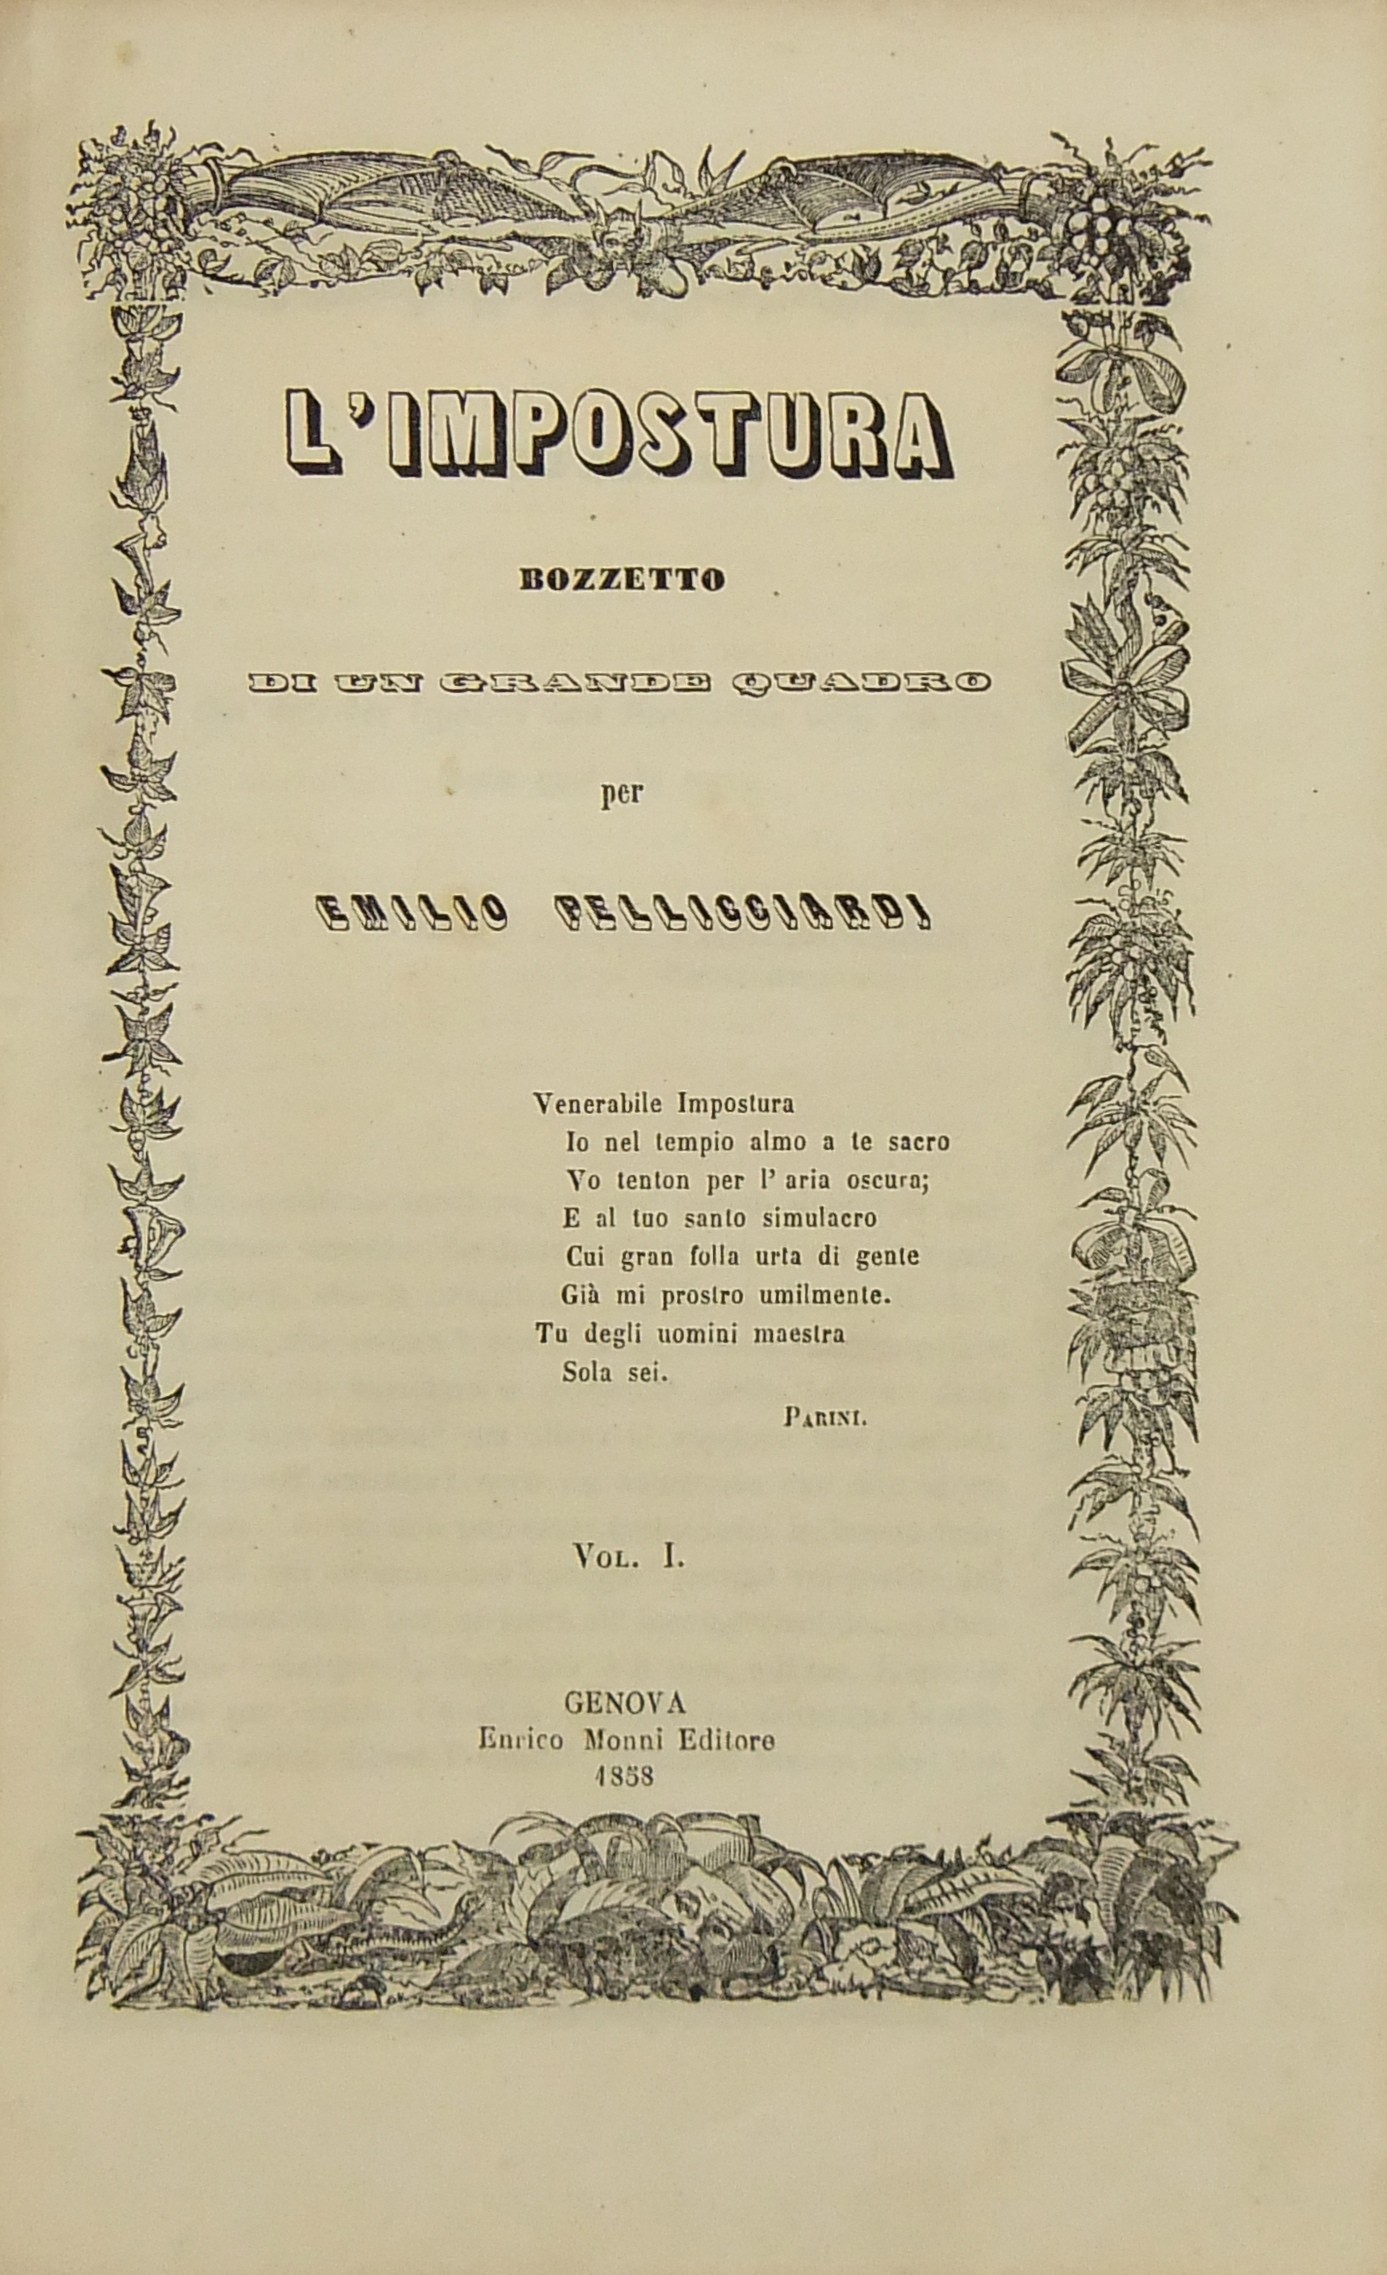 L'IMPOSTURA
BOZZETTO
DI UN GRANDE QUADRO
per
EMILIO PELLICCIARDI
Venerabile Impostura
Io nel tempio almo a te sacro
Vo tenton per l' aria oscura;
E al tuo santo simulacro
Cui gran folla urta di gente
Già mi prostro umilmente.
Tu degli uomini maestra
Sola sei.
PARINI.
VOL. I.
GENOVA
Enrico Monni Editore
1858